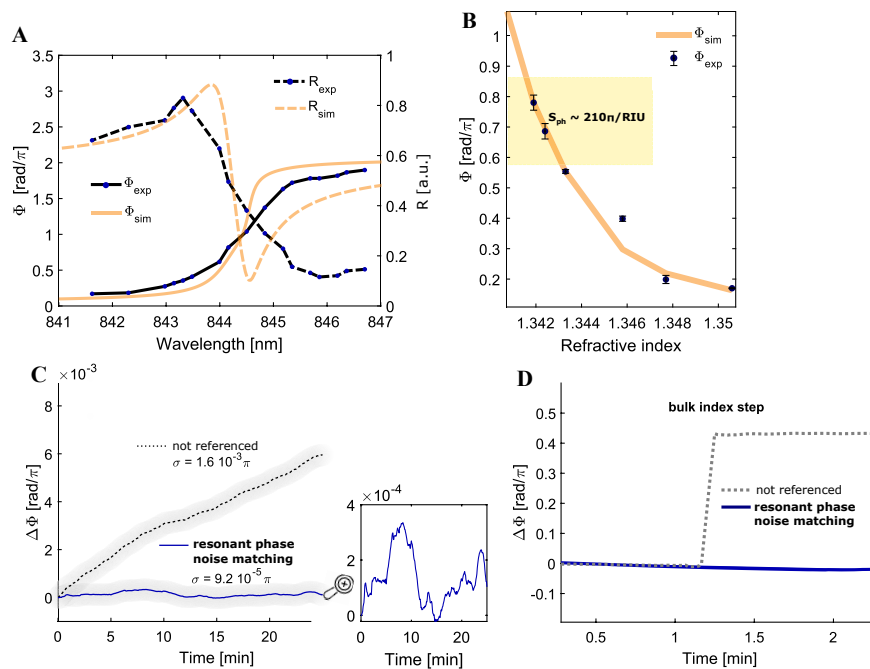 A
3.5
3
2.5
2
1.5
1
0.5
0
Φ [rad/π]
1
0.8
0.6
0.4
0.2
0
R [a.u.]
R exp
R sim
Φ exp
Φ sim
841 842 843 844 845 846 847
Wavelength [nm]
B
1
0.9
0.8
0.7
0.6
0.5
0.4
0.3
0.2
Φ [rad/π]
Φ sim
Φ exp
S ph ~ 210π/RIU
1.342 1.344 1.346 1.348 1.35
Refractive index
C
×10⁻³
8
6
4
2
0
ΔΦ [rad/π]
not referenced
σ = 1.6 10⁻³π
resonant phase
noise matching
σ = 9.2 10⁻⁵π
0 5 10 15 20
Time [min]
×10⁻⁴
4
2
0
0 10 20
Time [min]
D
0.5
0.4
0.3
0.2
0.1
0
-0.1
ΔΦ [rad/π]
bulk index step
not referenced
resonant phase
noise matching
0.5 1 1.5 2
Time [min]